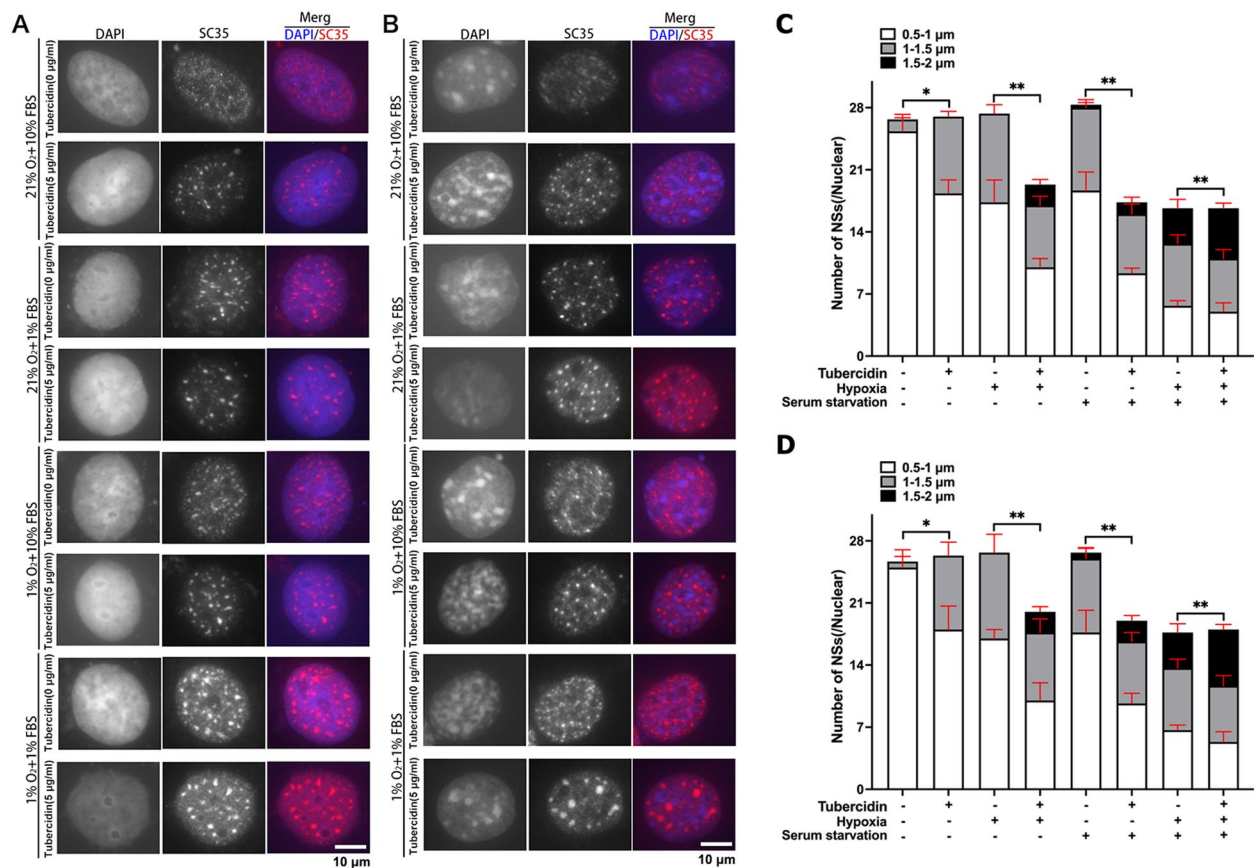 A
Merg
DAPI
SC35
DAPI/SC35
21% O₂+10% FBS
Tubercidin(0 μg/ml)
Tubercidin(5 μg/ml)
21% O₂+1% FBS
Tubercidin(0 μg/ml)
Tubercidin(5 μg/ml)
1% O₂+10% FBS
Tubercidin(0 μg/ml)
Tubercidin(5 μg/ml)
1% O₂+1% FBS
Tubercidin(0 μg/ml)
Tubercidin(5 μg/ml)
10 μm
B
Merg
DAPI
SC35
DAPI/SC35
21% O₂+10% FBS
Tubercidin(0 μg/ml)
Tubercidin(5 μg/ml)
21% O₂+1% FBS
Tubercidin(0 μg/ml)
Tubercidin(5 μg/ml)
1% O₂+10% FBS
Tubercidin(0 μg/ml)
Tubercidin(5 μg/ml)
1% O₂+1% FBS
Tubercidin(0 μg/ml)
Tubercidin(5 μg/ml)
10 μm
C
0.5-1 μm
1-1.5 μm
1.5-2 μm
Number of NSs(/Nuclear)
28
21
14
7
0
* ** ** **
Tubercidin - + - + - + - +
Hypoxia - - + + - - + +
Serum starvation - - - - + + + +
D
0.5-1 μm
1-1.5 μm
1.5-2 μm
Number of NSs(/Nuclear)
28
21
14
7
0
* ** ** **
Tubercidin - + - + - + - +
Hypoxia - - + + - - + +
Serum starvation - - - - + + + +